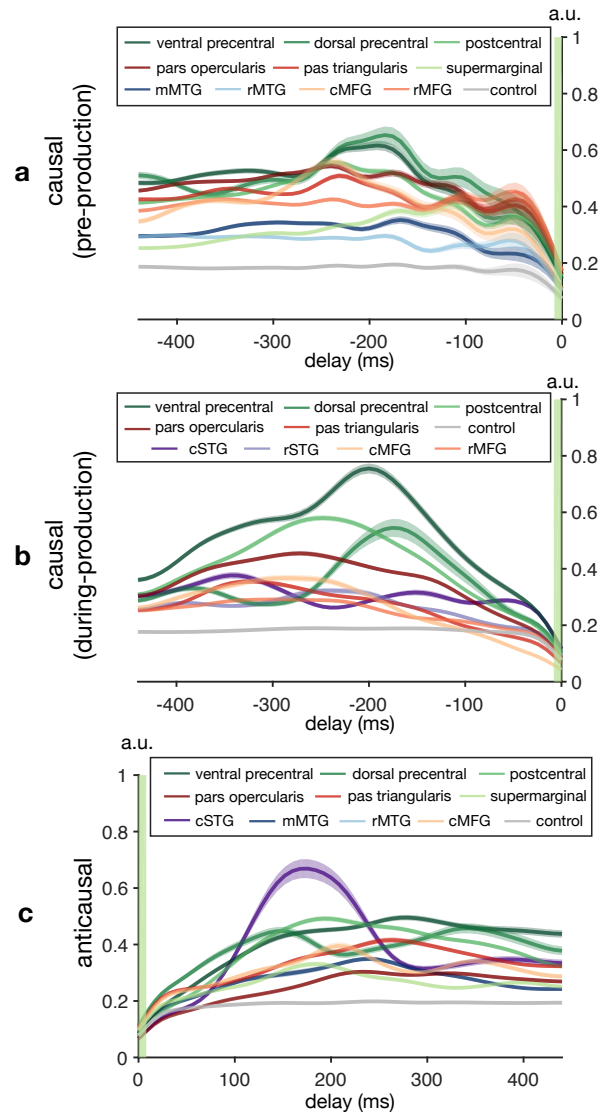 a.u.
ventral precentral dorsal precentral postcentral
pars opercularis pas triangularis supermarginal
mMTG rMTG cMFG rMFG control
1
0.8
0.6
0.4
0.2
0
a
causal
(pre-production)
-400 -300 -200 -100 0
delay (ms)
a.u.
ventral precentral dorsal precentral postcentral
pars opercularis pas triangularis control
cSTG rSTG cMFG rMFG
1
0.8
0.6
0.4
0.2
0
b
causal
(during-production)
-400 -300 -200 -100 0
delay (ms)
a.u.
ventral precentral dorsal precentral postcentral
pars opercularis pas triangularis supermarginal
cSTG mMTG rMTG cMFG control
1
0.8
0.6
0.4
0.2
0
c
anticausal
0 100 200 300 400
delay (ms)